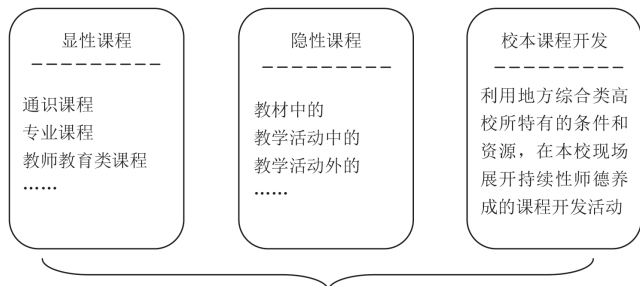 显性课程
通识课程
专业课程
教师教育类课程
……
隐性课程
教材中的
教学活动中的
教学活动外的
……
校本课程开发
利用地方综合类高
校所特有的条件和
资源，在本校现场
展开持续性师德养
成的课程开发活动